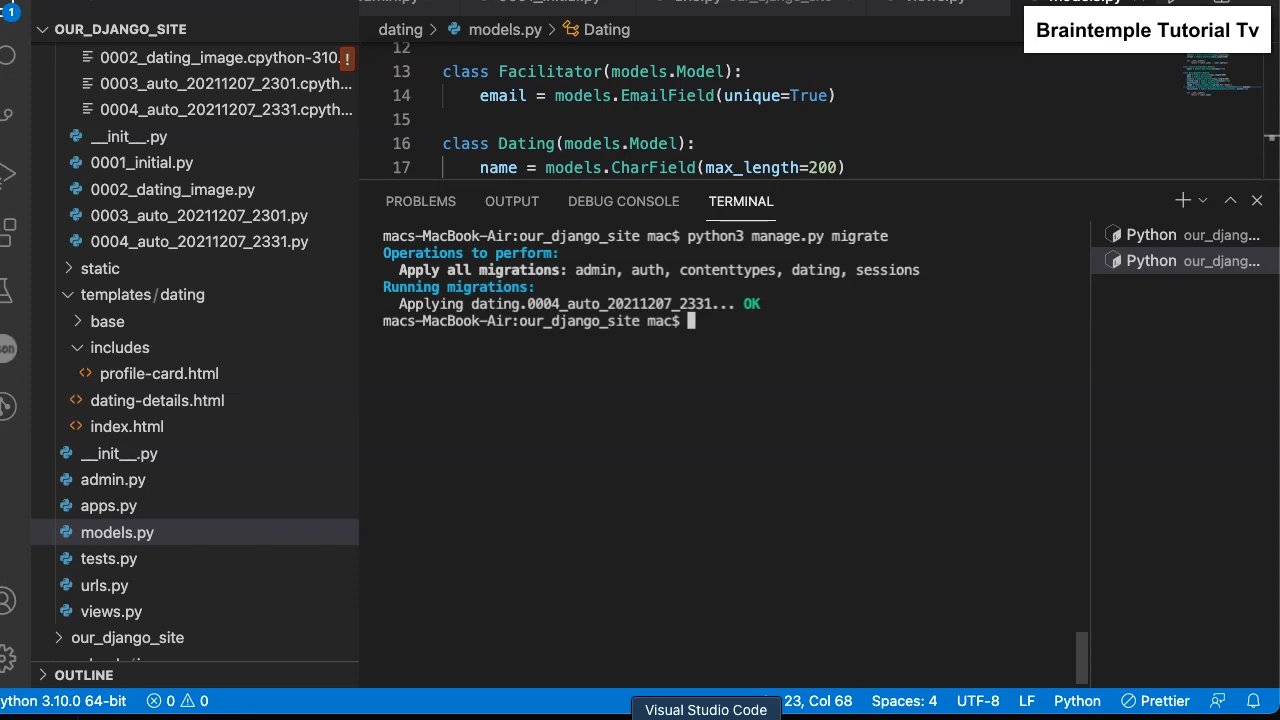 Braintemple Tutorial Tv
1
OUR_DJANGO_SITE
0002_dating_image.cpython-310.
!
0003_auto_20211207_2301.cpyth...
0004_auto_20211207_2331.cpyth...
__init__.py
0001_initial.py
0002_dating_image.py
0003_auto_20211207_2301.py
0004_auto_20211207_2331.py
static
templates/dating
base
includes
profile-card.html
dating-details.html
index.html
__init__.py
admin.py
apps.py
models.py
tests.py
urls.py
views.py
our_django_site
OUTLINE
dating > models.py > Dating
12
13 class Facilitator(models.Model):
14 email = models.EmailField(unique=True)
15
16 class Dating(models.Model):
17 name = models.CharField(max_length=200)
PROBLEMS OUTPUT DEBUG CONSOLE TERMINAL
macs-MacBook-Air:our_django_site mac$ python3 manage.py migrate
Operations to perform:
Apply all migrations: admin, auth, contenttypes, dating, sessions
Running migrations:
Applying dating.0004_auto_20211207_2331... OK
macs-MacBook-Air:our_django_site mac$
Python our_djang...
Python our_djang...
ython 3.10.0 64-bit 0 0 23, Col 68 Spaces: 4 UTF-8 LF Python Prettier
Visual Studio Code